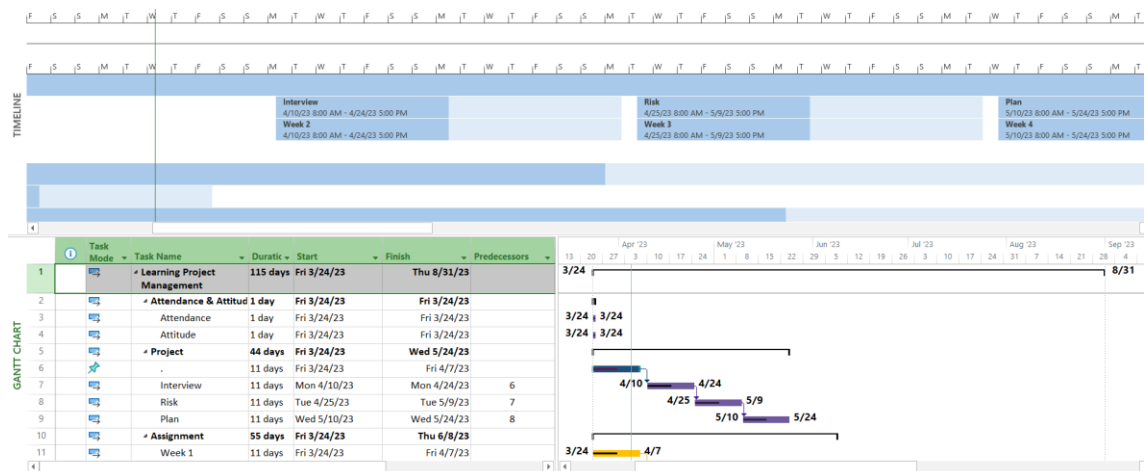 F S S M T W T F S S M T W T F S S M T W T F S S M T W T F S S M T W T F S S M T W T F S S M T
F S S M T W T F S S M T W T F S S M T W T F S S M T W T F S S M T W T F S S M T W T F S S M T
TIMELINE
Interview
4/10/23 8:00 AM - 4/24/23 5:00 PM
Week 2
4/10/23 8:00 AM - 4/24/23 5:00 PM
Risk
4/25/23 8:00 AM - 5/9/23 5:00 PM
Week 3
4/25/23 8:00 AM - 5/9/23 5:00 PM
Plan
5/10/23 8:00 AM - 5/24/23 5:00 PM
Week 4
5/10/23 8:00 AM - 5/24/23 5:00 PM
GANTT CHART
Task Mode Task Name Duratic Start Finish Predecessors
1 Learning Project Management 115 days Fri 3/24/23 Thu 8/31/23
2 Attendance & Attitud 1 day Fri 3/24/23 Fri 3/24/23
3 Attendance 1 day Fri 3/24/23 Fri 3/24/23
4 Attitude 1 day Fri 3/24/23 Fri 3/24/23
5 Project 44 days Fri 3/24/23 Wed 5/24/23
6 . 11 days Fri 3/24/23 Fri 4/7/23
7 Interview 11 days Mon 4/10/23 Mon 4/24/23 6
8 Risk 11 days Tue 4/25/23 Tue 5/9/23 7
9 Plan 11 days Wed 5/10/23 Wed 5/24/23 8
10 Assignment 55 days Fri 3/24/23 Thu 6/8/23
11 Week 1 11 days Fri 3/24/23 Fri 4/7/23
Apr '23 May '23 Jun '23 Jul '23 Aug '23 Sep '23
13 20 27 3 10 17 24 1 8 15 22 29 5 12 19 26 3 10 17 24 31 7 14 21 28 4
3/24 8/31
3/24 3/24
3/24 3/24
4/10 4/24
4/25 5/9
5/10 5/24
3/24 4/7